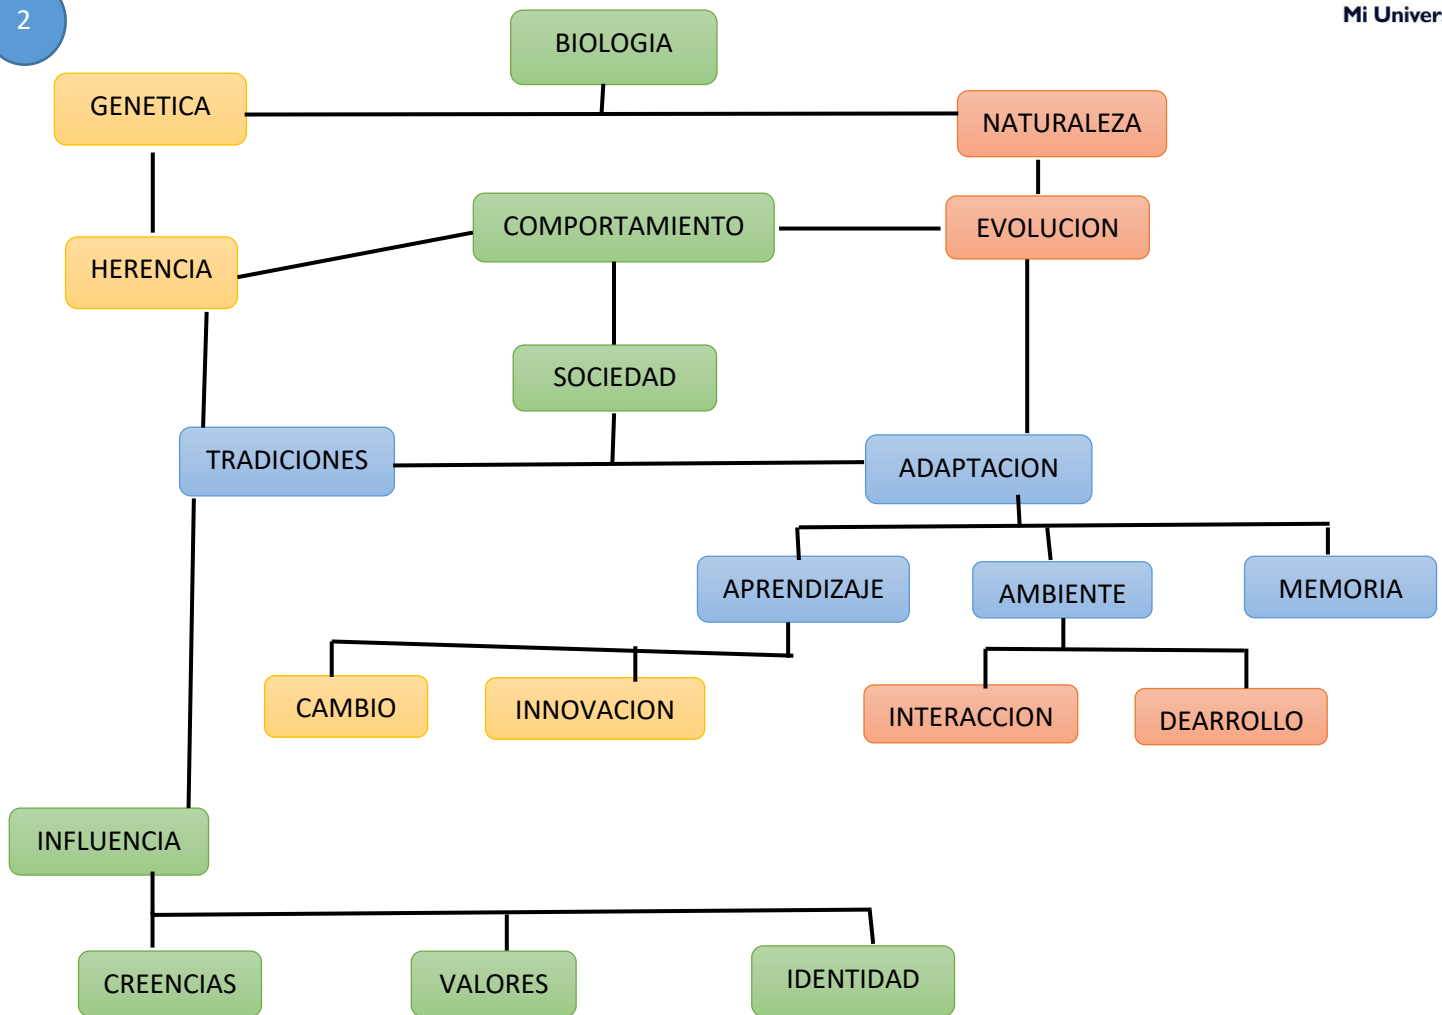 2
Mi Univer
BIOLOGIA
GENETICA
NATURALEZA
COMPORTAMIENTO
EVOLUCION
HERENCIA
SOCIEDAD
TRADICIONES
ADAPTACION
APRENDIZAJE
AMBIENTE
MEMORIA
CAMBIO
INNOVACION
INTERACCION
DEARROLLO
INFLUENCIA
CREENCIAS
VALORES
IDENTIDAD